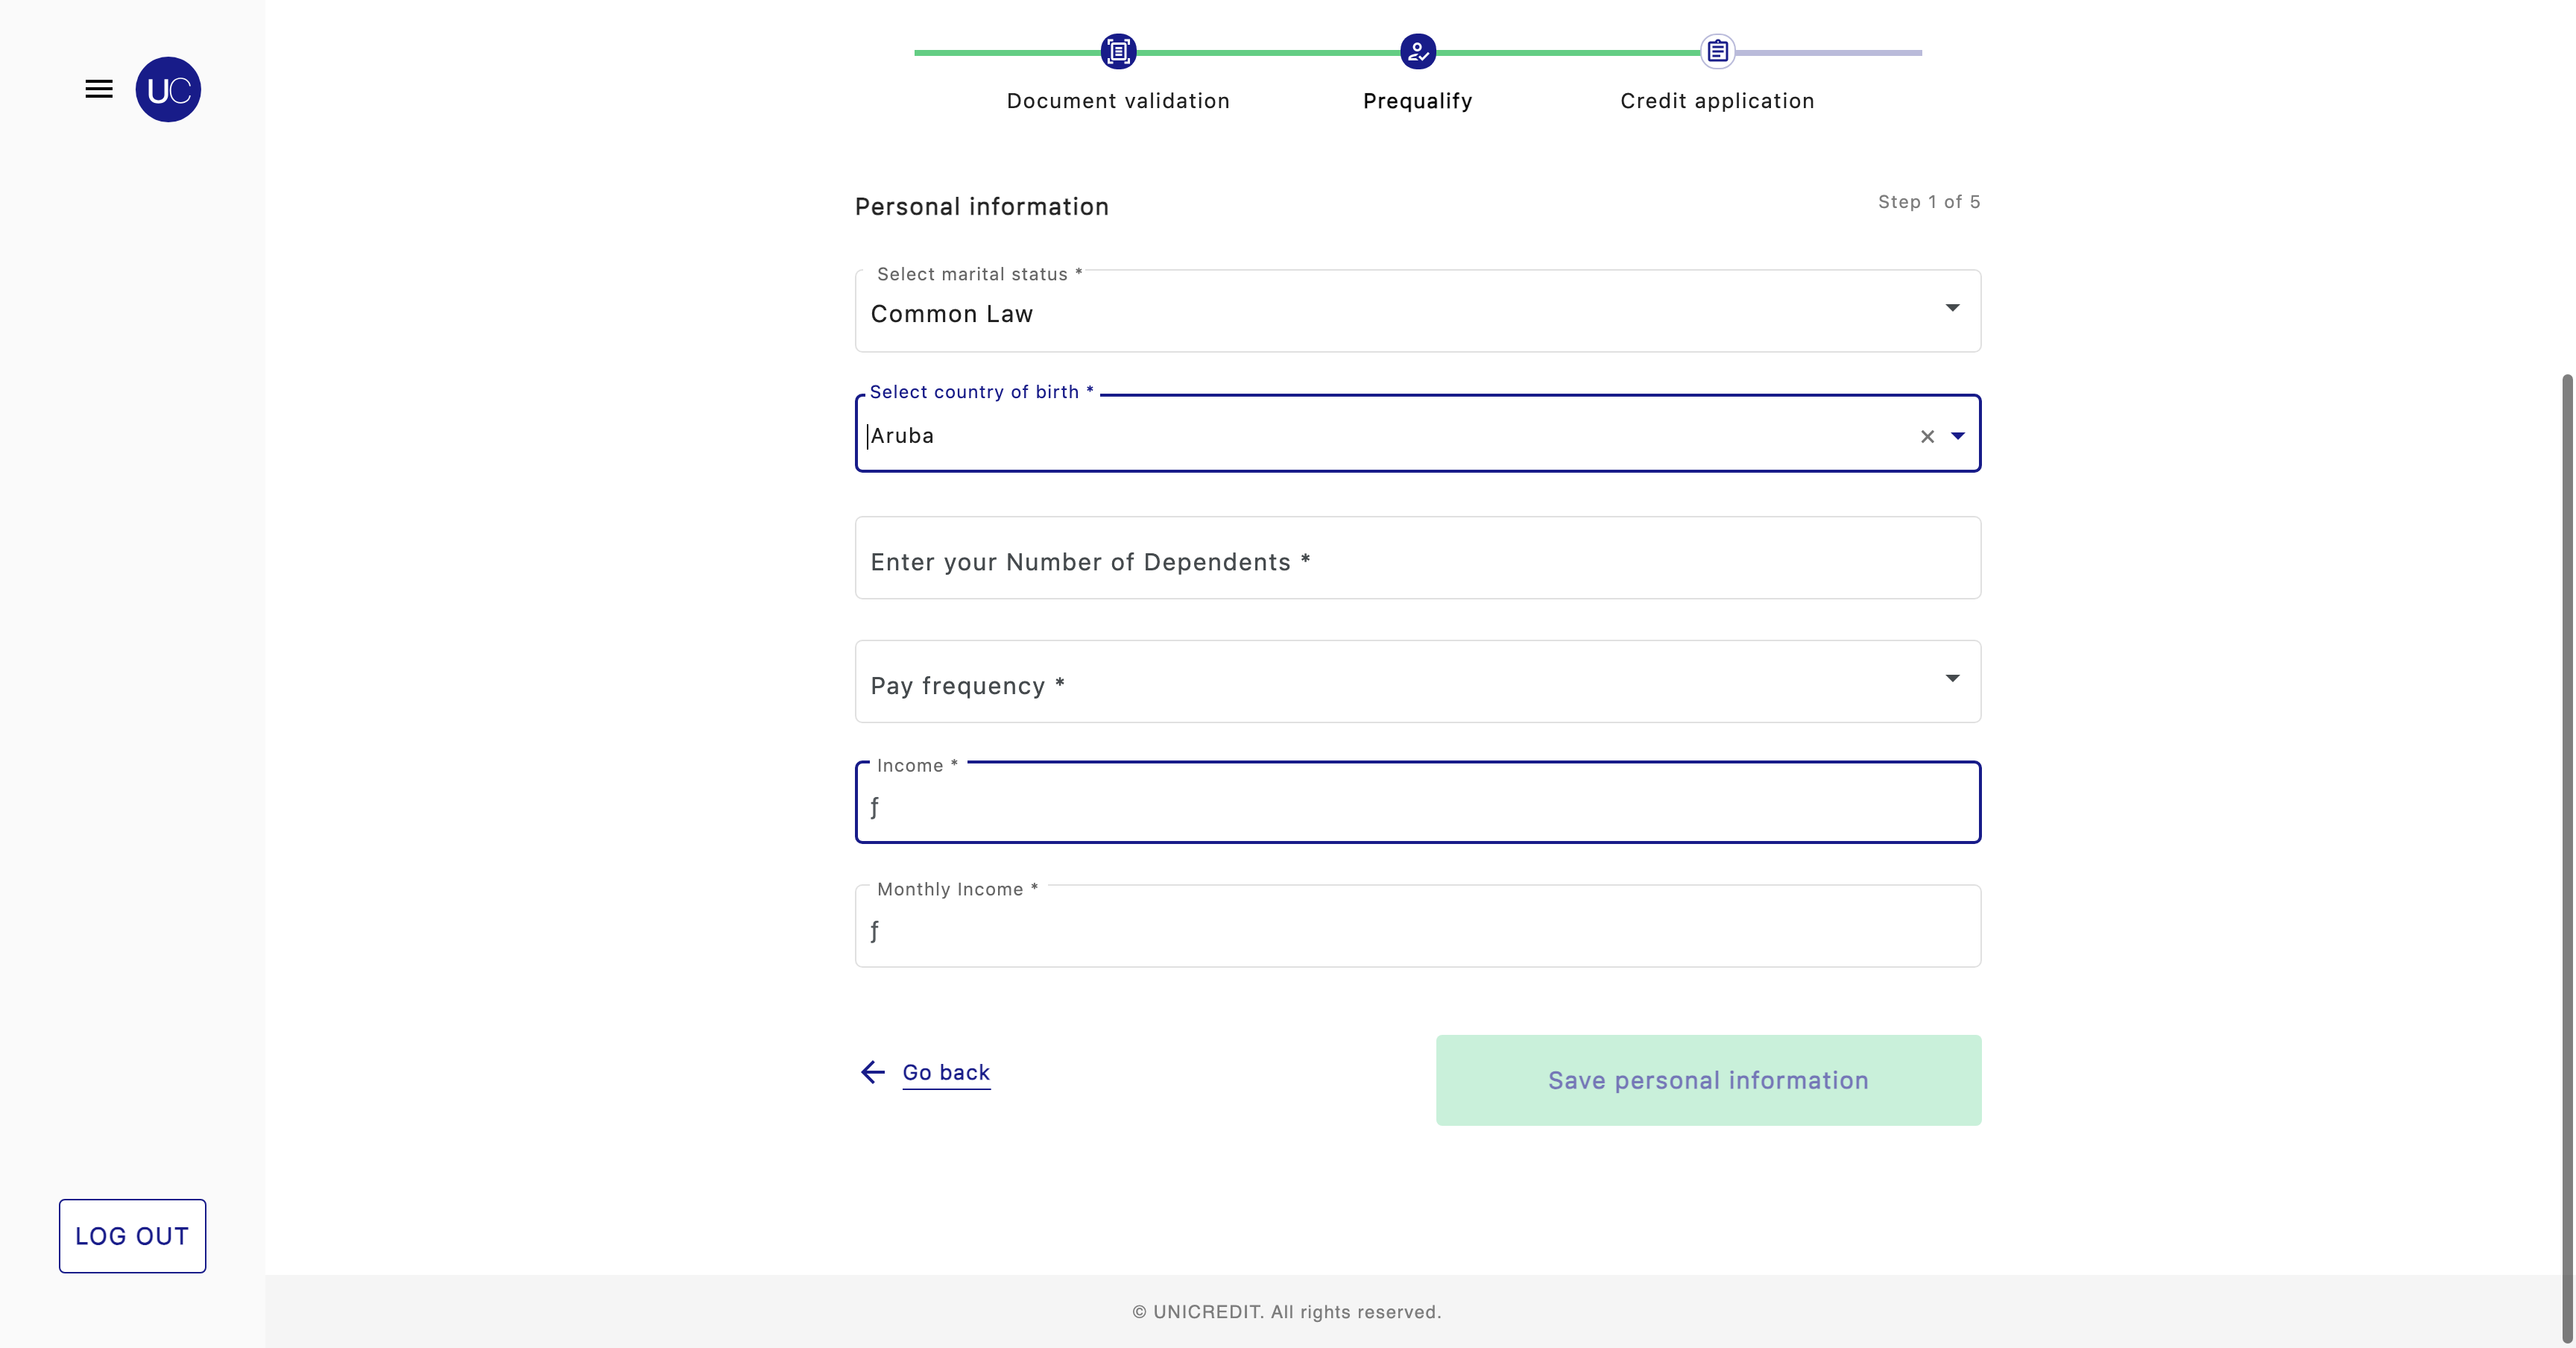 UC
Document validation
Prequalify
Credit application
Personal information
Step 1 of 5
Select marital status *
Common Law
Select country of birth *
Aruba
Enter your Number of Dependents *
Pay frequency *
Income *
ƒ
Monthly Income *
ƒ
Go back
Save personal information
LOG OUT
© UNICREDIT. All rights reserved.